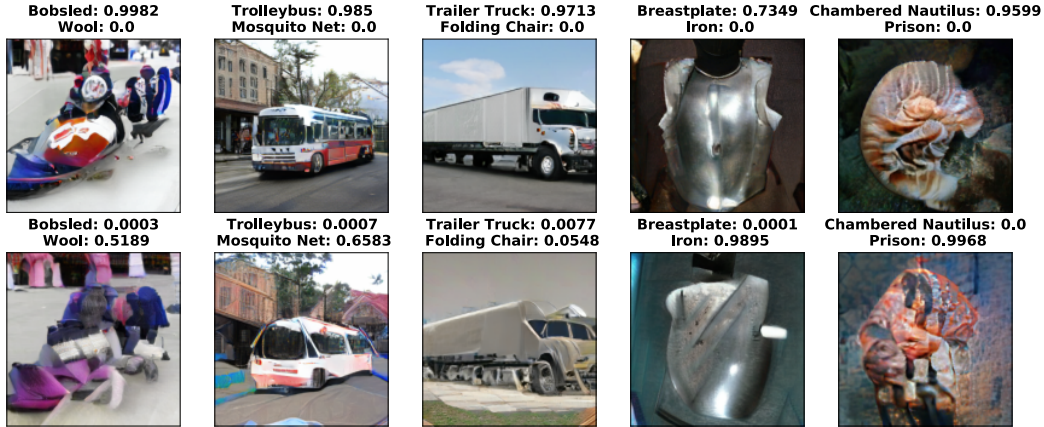 Bobsled: 0.9982
Wool: 0.0
Trolleybus: 0.985
Mosquito Net: 0.0
Trailer Truck: 0.9713
Folding Chair: 0.0
Breastplate: 0.7349
Iron: 0.0
Chambered Nautilus: 0.9599
Prison: 0.0
Bobsled: 0.0003
Wool: 0.5189
Trolleybus: 0.0007
Mosquito Net: 0.6583
Trailer Truck: 0.0077
Folding Chair: 0.0548
Breastplate: 0.0001
Iron: 0.9895
Chambered Nautilus: 0.0
Prison: 0.9968